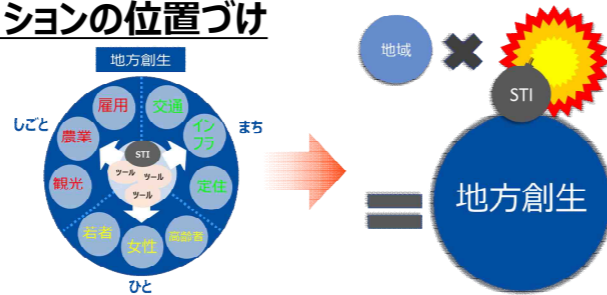 ションの位置づけ
地方創生
雇用
交通
しごと
農業
イン
フラ
まち
STI
ツール
ツール
ツール
観光
定住
若者
女性
高齢者
ひと
地域
STI
地方創生